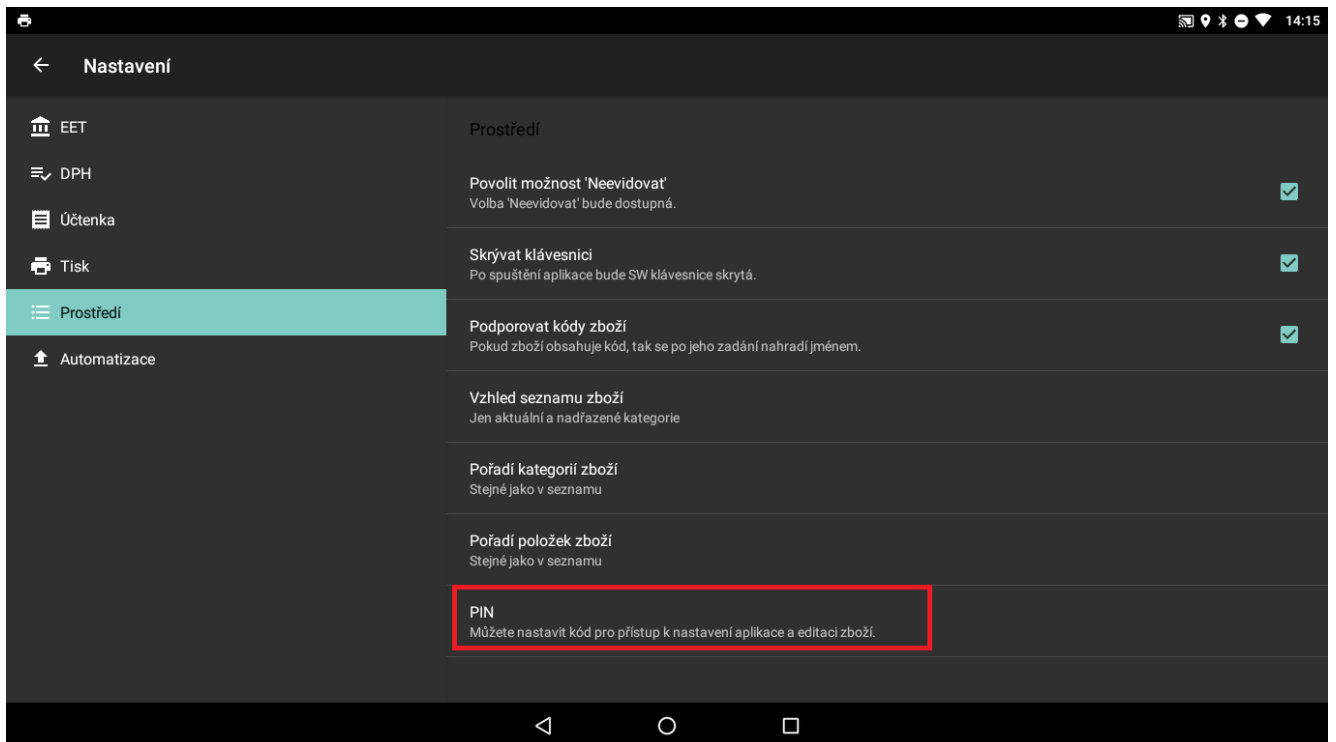 14:15
Nastavení
EET
DPH
Účtenka
Tisk
Prostředí
Automatizace
Prostředí
Povolit možnost 'Neevidovat'
Volba 'Neevidovat' bude dostupná.
Skrývat klávesnici
Po spuštění aplikace bude SW klávesnice skrytá.
Podporovat kódy zboží
Pokud zboží obsahuje kód, tak se po jeho zadání nahradí jménem.
Vzhled seznamu zboží
Jen aktuální a nadřazené kategorie
Pořadí kategorií zboží
Stejné jako v seznamu
Pořadí položek zboží
Stejné jako v seznamu
PIN
Můžete nastavit kód pro přístup k nastavení aplikace a editaci zboží.